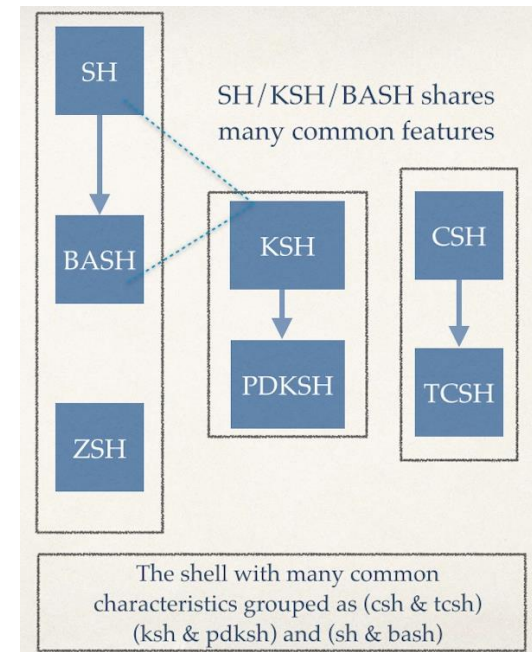 SH
SH/KSH/BASH shares
many common features
BASH
KSH
CSH
PDKSH
TCSH
ZSH
The shell with many common
characteristics grouped as (csh & tcsh)
(ksh & pdksh) and (sh & bash)